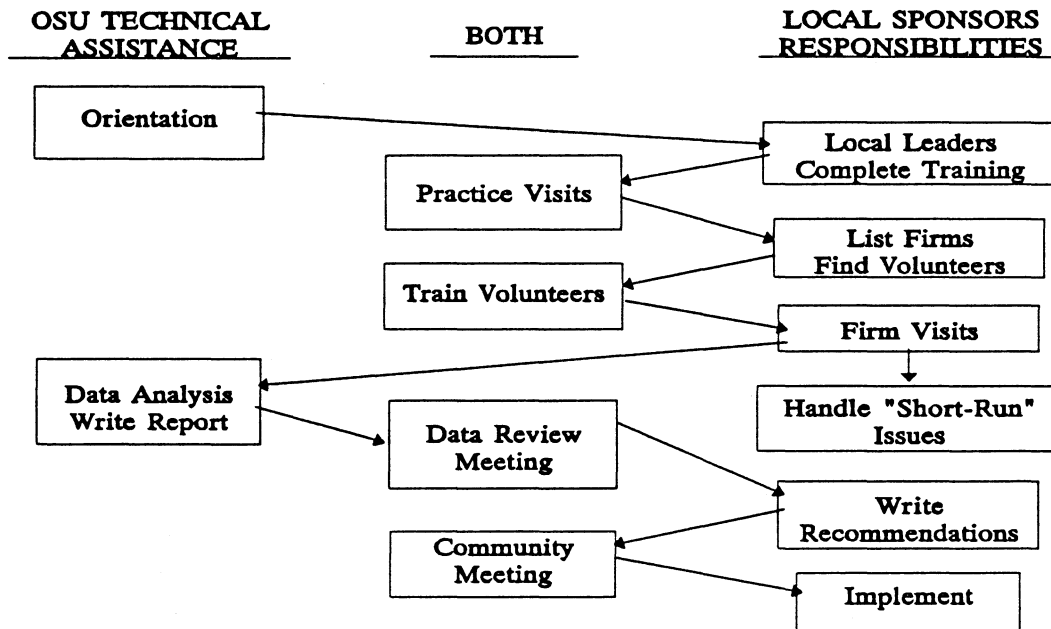 OSU TECHNICAL
ASSISTANCE
BOTH
LOCAL SPONSORS
RESPONSIBILITIES
Orientation
Local Leaders
Complete Training
Practice Visits
List Firms
Find Volunteers
Train Volunteers
Firm Visits
Data Analysis
Write Report
Handle "Short-Run"
Issues
Data Review
Meeting
Write
Recommendations
Community
Meeting
Implement